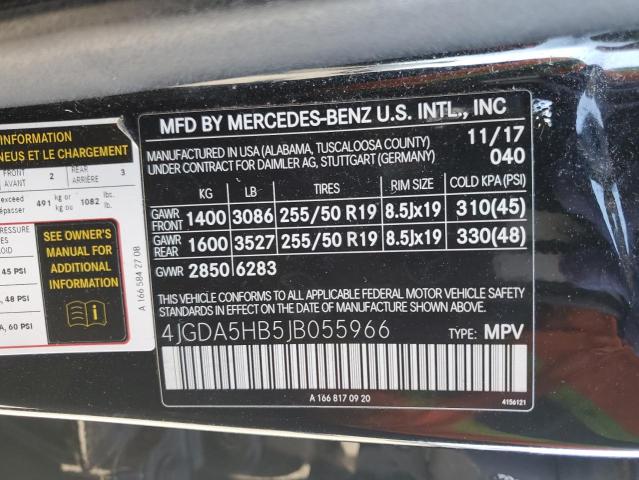 INFORMATION
NEUS ET LE CHARGEMENT
FRONT AVANT 2 REAR ARRIÈRE 3
exceed 491 kg or 1082 lbs.
dépasser kg ou lb.
SEE OWNER'S
MANUAL FOR
ADDITIONAL
INFORMATION
45 PSI
48 PSI
A, 60 PSI
A 166 584 27 08
MFD BY MERCEDES-BENZ U.S. INTL., INC
MANUFACTURED IN USA (ALABAMA, TUSCALOOSA COUNTY) 11/17
UNDER CONTRACT FOR DAIMLER AG, STUTTGART (GERMANY) 040
KG LB TIRES RIM SIZE COLD KPA(PSI)
GAWR FRONT 1400 3086 255/50 R19 8.5Jx19 310(45)
GAWR REAR 1600 3527 255/50 R19 8.5Jx19 330(48)
GVWR 2850 6283
THIS VEHICLE CONFORMS TO ALL APPLICABLE FEDERAL MOTOR VEHICLE SAFETY
STANDARDS IN EFFECT ON THE DATE OF MANUFACTURE SHOWN ABOVE.
4JGDA5HB5JB055966 TYPE: MPV
A 166 817 09 20
4156121